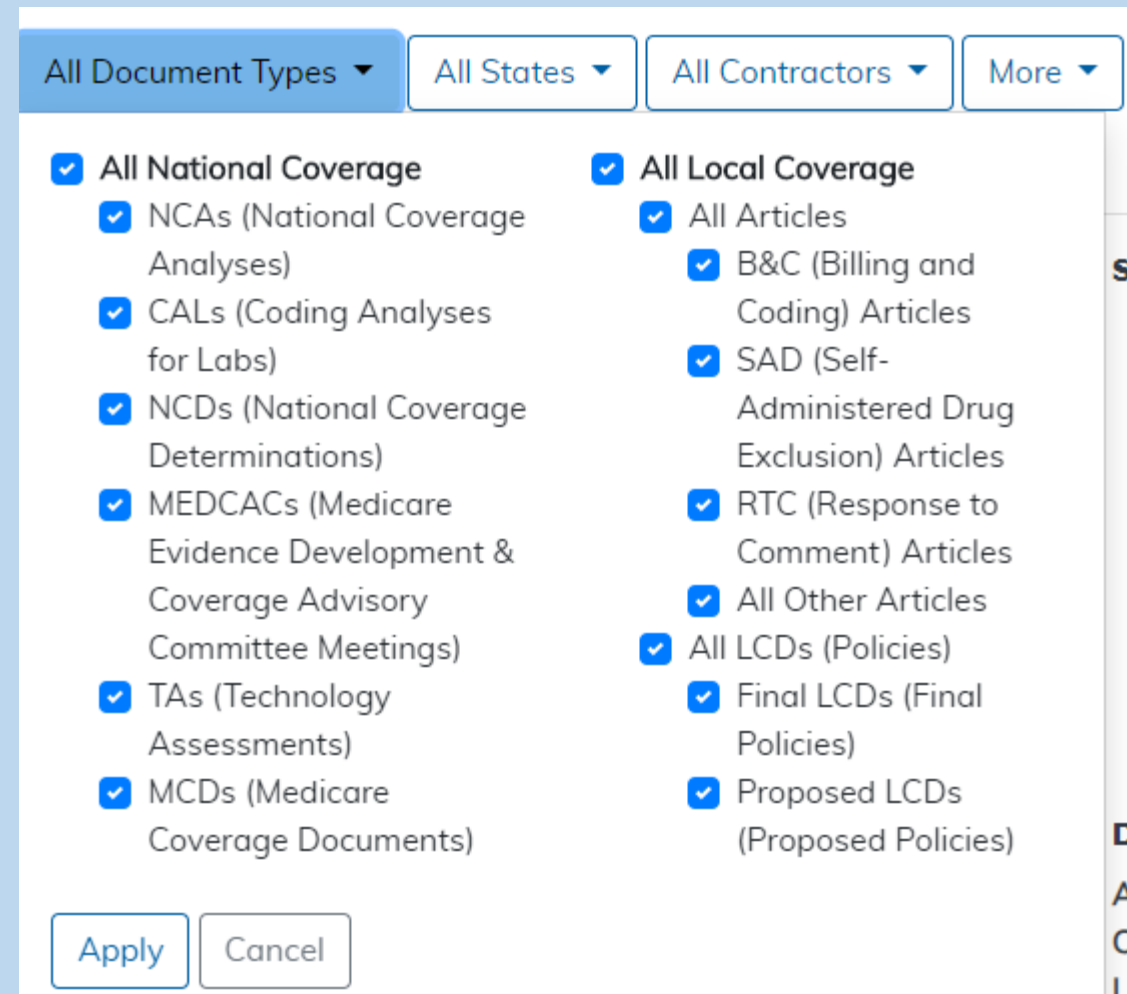 All Document Types
All States
All Contractors
More
All National Coverage
NCAs (National Coverage
Analyses)
CALs (Coding Analyses
for Labs)
NCDs (National Coverage
Determinations)
MEDCACs (Medicare
Evidence Development &
Coverage Advisory
Committee Meetings)
TAs (Technology
Assessments)
MCDs (Medicare
Coverage Documents)
All Local Coverage
All Articles
B&C (Billing and
Coding) Articles
SAD (Self-
Administered Drug
Exclusion) Articles
RTC (Response to
Comment) Articles
All Other Articles
All LCDs (Policies)
Final LCDs (Final
Policies)
Proposed LCDs
(Proposed Policies)
Apply
Cancel